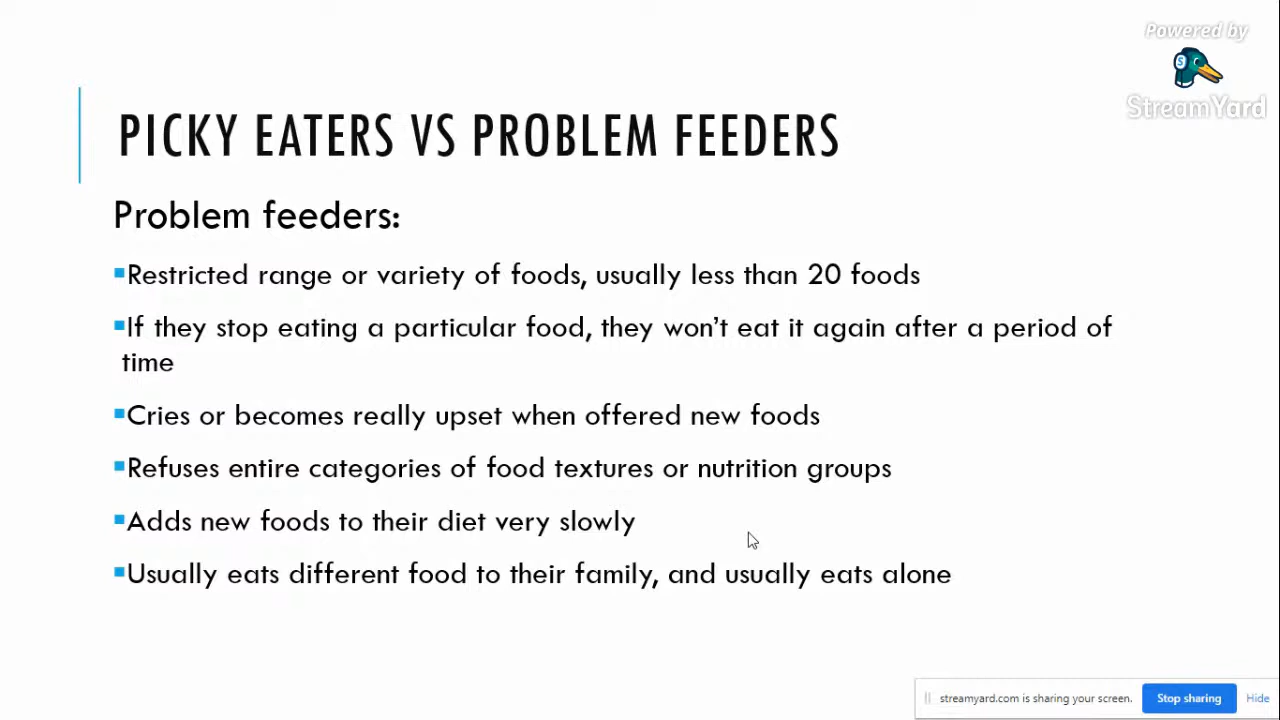 Powered by
StreamYard
PICKY EATERS VS PROBLEM FEEDERS
Problem feeders:
▪Restricted range or variety of foods, usually less than 20 foods
▪If they stop eating a particular food, they won't eat it again after a period of
time
▪Cries or becomes really upset when offered new foods
▪Refuses entire categories of food textures or nutrition groups
▪Adds new foods to their diet very slowly
▪Usually eats different food to their family, and usually eats alone
streamyard.com is sharing your screen. Stop sharing Hide